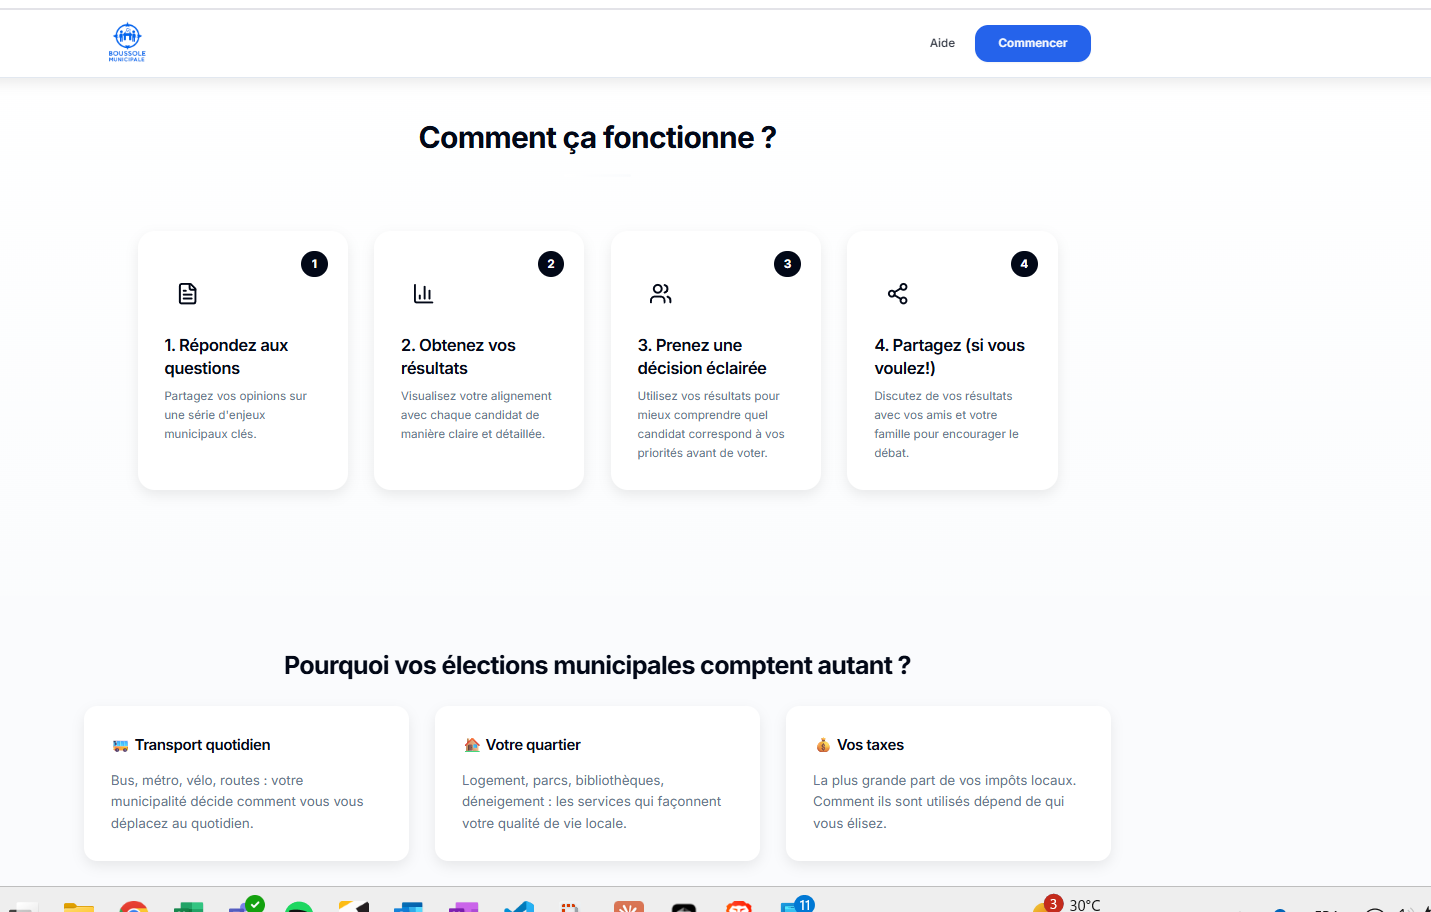 BOUSSOLE
MUNICIPALE
Aide
Commencer
Comment ça fonctionne ?
1
1. Répondez aux
questions
Partagez vos opinions sur
une série d'enjeux
municipaux clés.
2
2. Obtenez vos
résultats
Visualisez votre alignement
avec chaque candidat de
manière claire et détaillée.
3
3. Prenez une
décision éclairée
Utilisez vos résultats pour
mieux comprendre quel
candidat correspond à vos
priorités avant de voter.
4
4. Partagez (si vous
voulez!)
Discutez de vos résultats
avec vos amis et votre
famille pour encourager le
débat.
Pourquoi vos élections municipales comptent autant ?
Transport quotidien
Bus, métro, vélo, routes : votre
municipalité décide comment vous vous
déplacez au quotidien.
Votre quartier
Logement, parcs, bibliothèques,
déneigement : les services qui façonnent
votre qualité de vie locale.
Vos taxes
La plus grande part de vos impôts locaux.
Comment ils sont utilisés dépend de qui
vous élisez.
11
3
30°C